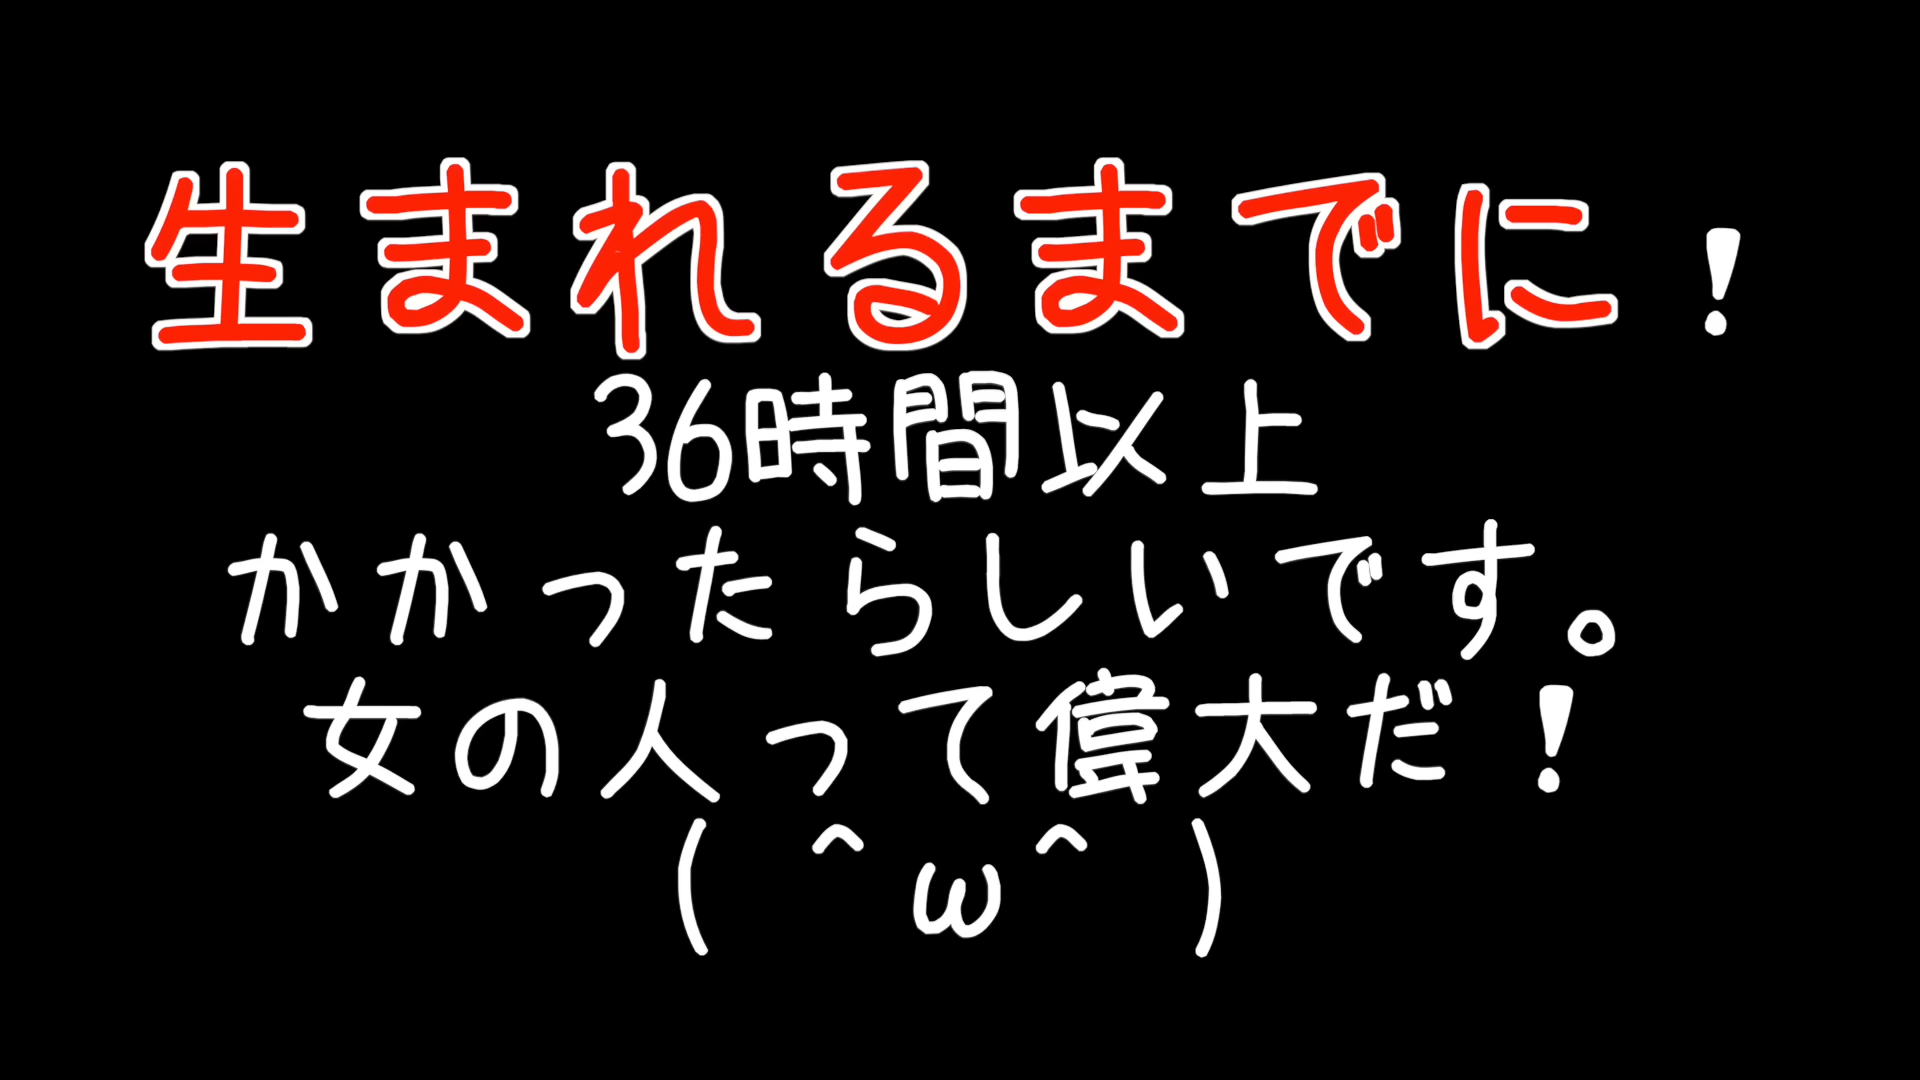 生まれるまでに！
36時間以上
かかったらしいです。
女の人って偉大だ！
( ^ω^ )